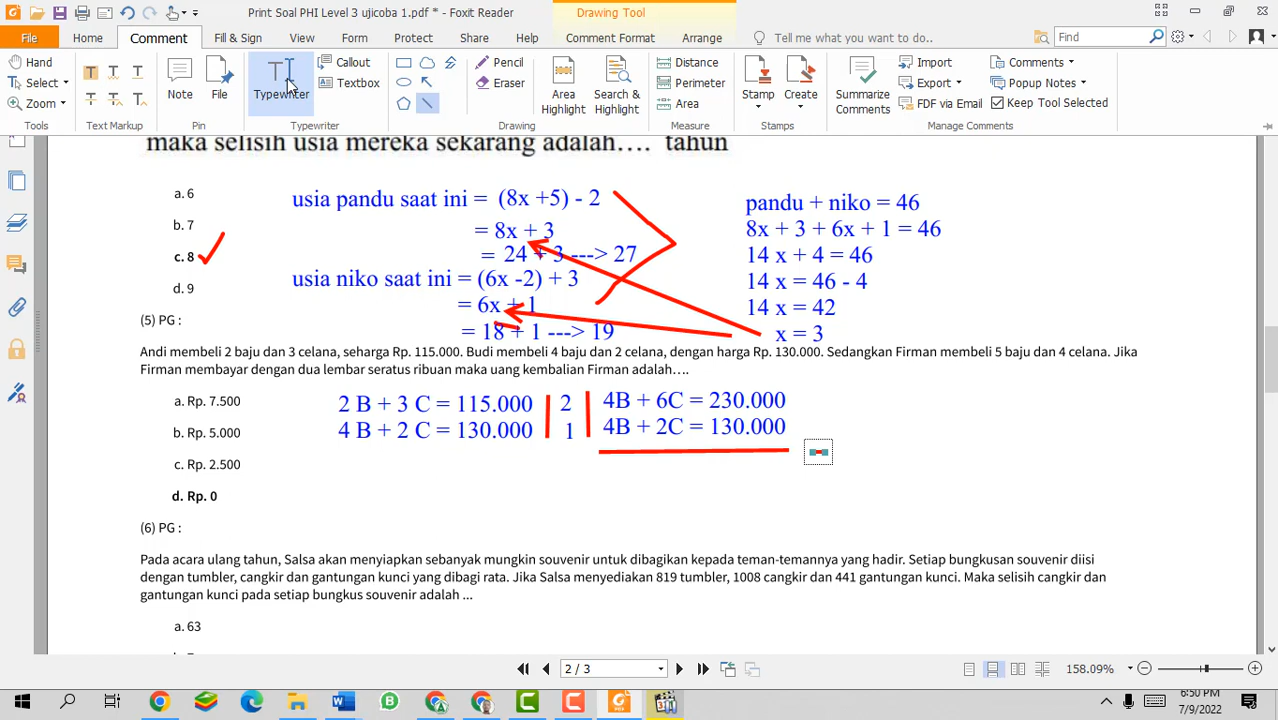 Print Soal PHI Level 3 ujicoba 1.pdf * - Foxit Reader
Drawing Tool
File Home Comment Fill & Sign View Form Protect Share Help Comment Format Arrange Tell me what you want to do... Find
Hand
Select
Zoom
Tools
Text Markup
Note
File
Pin
Typewriter
Callout
Textbox
Typewriter
Pencil
Eraser
Area Highlight
Search & Highlight
Drawing
Distance
Perimeter
Area
Measure
Stamp
Create
Stamps
Summarize Comments
Import
Export
FDF via Email
Comments
Popup Notes
Keep Tool Selected
Manage Comments
maka selisih usia mereka sekarang adalah…. tahun
a. 6
b. 7
c. 8
d. 9
usia pandu saat ini = (8x +5) - 2
= 8x + 3
= 24 + 3 ---> 27
usia niko saat ini = (6x -2) + 3
= 6x + 1
= 18 + 1 ---> 19
pandu + niko = 46
8x + 3 + 6x + 1 = 46
14 x + 4 = 46
14 x = 46 - 4
14 x = 42
x = 3
(5) PG :
Andi membeli 2 baju dan 3 celana, seharga Rp. 115.000. Budi membeli 4 baju dan 2 celana, dengan harga Rp. 130.000. Sedangkan Firman membeli 5 baju dan 4 celana. Jika
Firman membayar dengan dua lembar seratus ribuan maka uang kembalian Firman adalah….
a. Rp. 7.500
b. Rp. 5.000
c. Rp. 2.500
d. Rp. 0
2 B + 3 C = 115.000 2 4B + 6C = 230.000
4 B + 2 C = 130.000 1 4B + 2C = 130.000
(6) PG :
Pada acara ulang tahun, Salsa akan menyiapkan sebanyak mungkin souvenir untuk dibagikan kepada teman-temannya yang hadir. Setiap bungkusan souvenir diisi
dengan tumbler, cangkir dan gantungan kunci yang dibagi rata. Jika Salsa menyediakan 819 tumbler, 1008 cangkir dan 441 gantungan kunci. Maka selisih cangkir dan
gantungan kunci pada setiap bungkus souvenir adalah ...
a. 63
2 / 3
158.09%
6:50 PM
7/9/2022